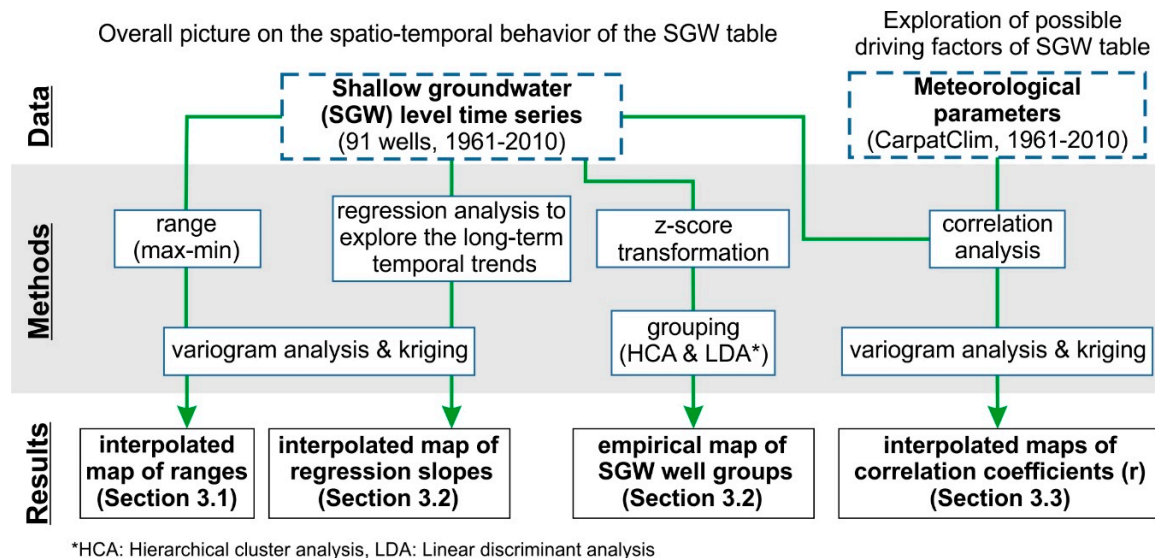 Overall picture on the spatio-temporal behavior of the SGW table
Exploration of possible
driving factors of SGW table
Data
Shallow groundwater
(SGW) level time series
(91 wells, 1961-2010)
Meteorological
parameters
(CarpatClim, 1961-2010)
Methods
range
(max-min)
regression analysis to
explore the long-term
temporal trends
z-score
transformation
correlation
analysis
variogram analysis & kriging
grouping
(HCA & LDA*)
variogram analysis & kriging
Results
interpolated
map of ranges
(Section 3.1)
interpolated map of
regression slopes
(Section 3.2)
empirical map of
SGW well groups
(Section 3.2)
interpolated maps of
correlation coefficients (r)
(Section 3.3)
*HCA: Hierarchical cluster analysis, LDA: Linear discriminant analysis